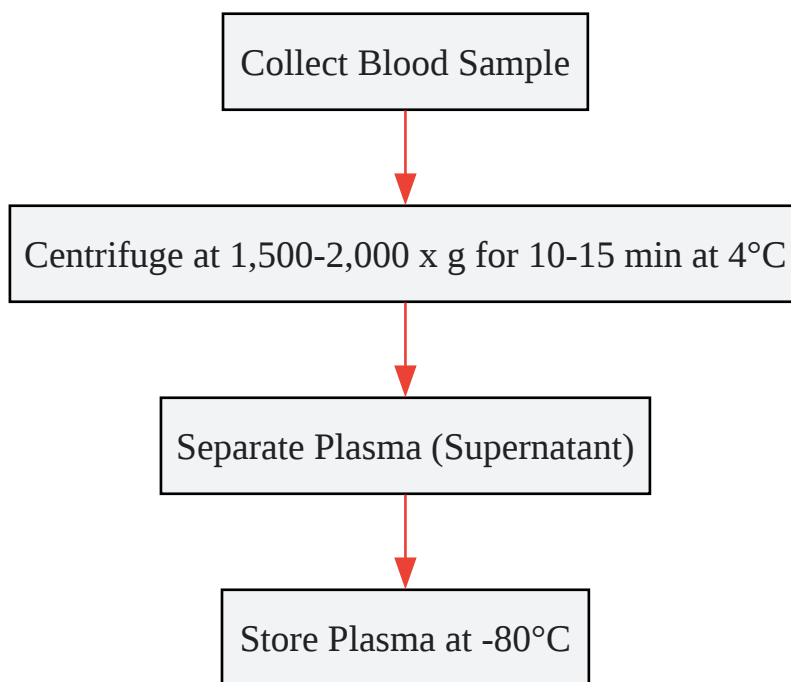 Collect Blood Sample
Centrifuge at 1,500-2,000 x g for 10-15 min at 4°C
Separate Plasma (Supernatant)
Store Plasma at -80°C